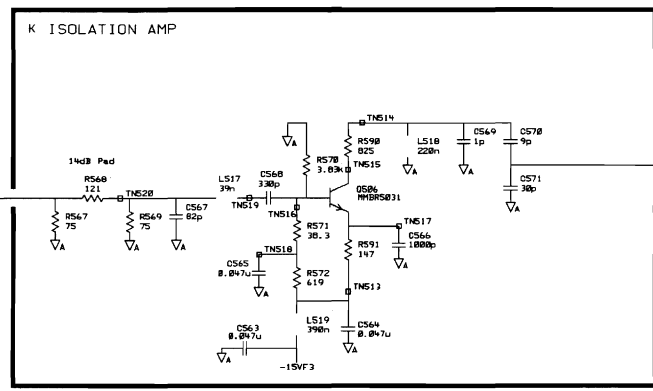 K ISOLATION AMP
14dB Pad
R568
121
TN520
R567
75
R569
75
C567
82p
L517
39n
TN519
C568
330p
TN516
R570
3.83K
TN514
R590
825
TN515
Q506
MMBR5031
L518
220n
C569
1p
C570
9p
C571
30p
R571
38.3
TN518
C565
0.047u
R572
619
TN517
C566
1000p
R591
147
TN513
L519
390n
C563
0.047u
C564
0.047u
-15VF3
A
A
A
A
A
A
A
A
A
A
A
A